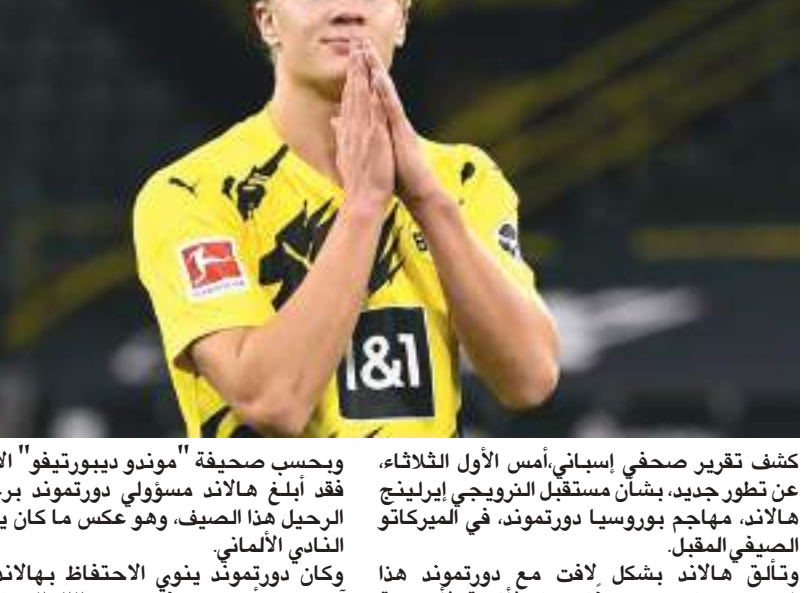 1&1
كشف تقرير صحفي إسباني،أمس الأول الثلاثاء،
عن تطور جديد، بشأن مستقبل النرويجي إيرلينج
هالاند، مهاجم بوروسيا دورتموند، في الميركاتو
الصيفي المقبل.
وتألق هالاند بشكل لافت مع دورتموند هذا
وبحسب صحيفة "موندو ديبورتيفو"
فقد أبلغ هالاند مسؤولي دورتموند
الرحيل هذا الصيف، وهو عكس ما كان
النادي الألماني.
وكان دورتموند ينوي الاحتفاظ بهالاند